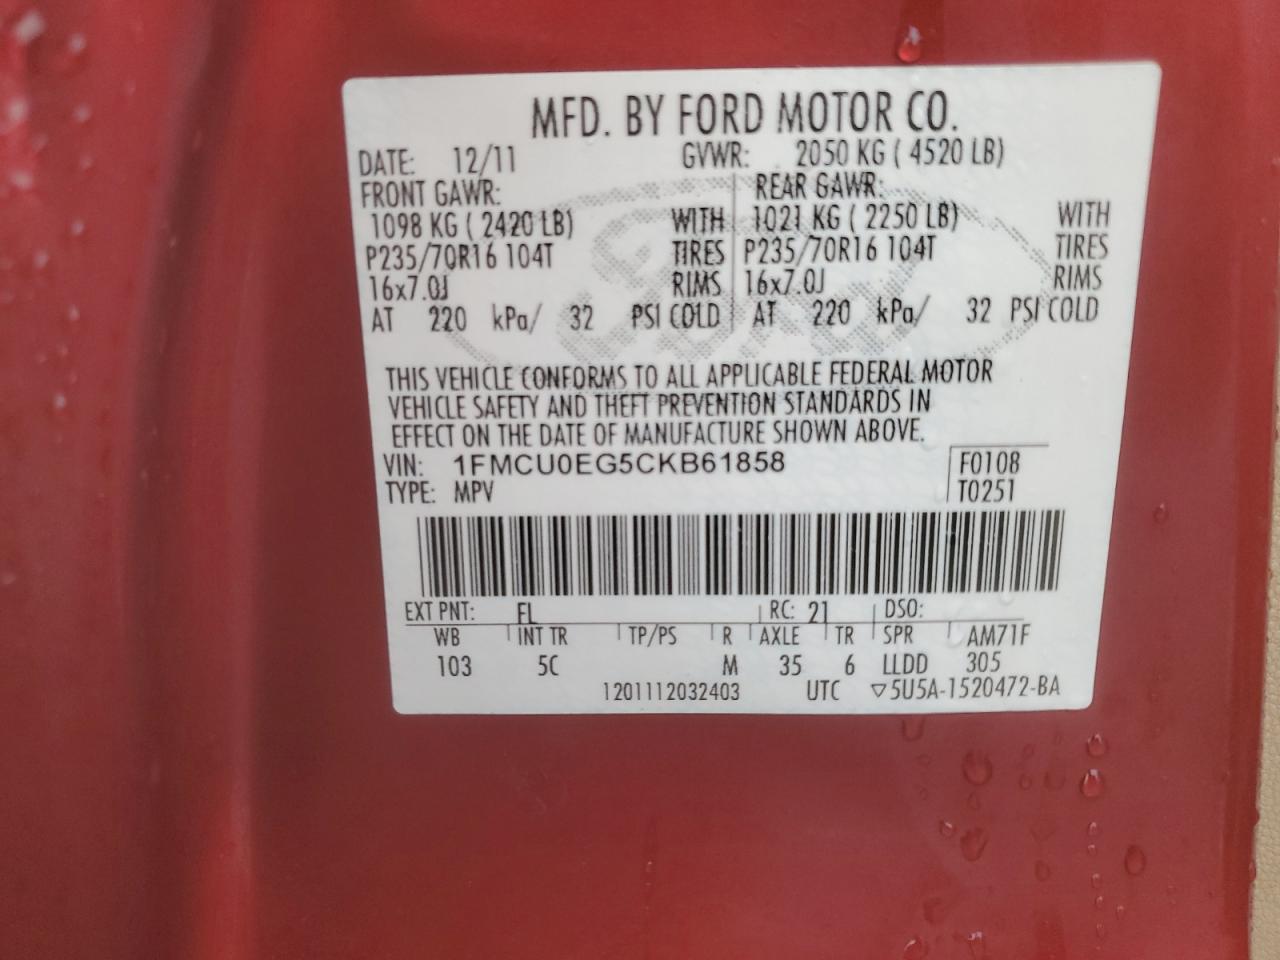 MFD. BY FORD MOTOR CO.
DATE: 12/11 GVWR: 2050 KG ( 4520 LB)
FRONT GAWR: REAR GAWR:
1098 KG ( 2420 LB) WITH 1021 KG ( 2250 LB) WITH
P235/70R16 104T TIRES P235/70R16 104T TIRES
16x7.0J RIMS 16x7.0J RIMS
AT 220 kPa/ 32 PSI COLD AT 220 kPa/ 32 PSI COLD
THIS VEHICLE CONFORMS TO ALL APPLICABLE FEDERAL MOTOR
VEHICLE SAFETY AND THEFT PREVENTION STANDARDS IN
EFFECT ON THE DATE OF MANUFACTURE SHOWN ABOVE.
VIN: 1FMCU0EG5CKB61858 F0108
TYPE: MPV T0251
EXT PNT: FL RC: 21 DSO:
WB INT TR TP/PS R AXLE TR SPR AM71F
103 5C M 35 6 LLDD 305
1201112032403 UTC ▽5U5A-1520472-BA
Ford